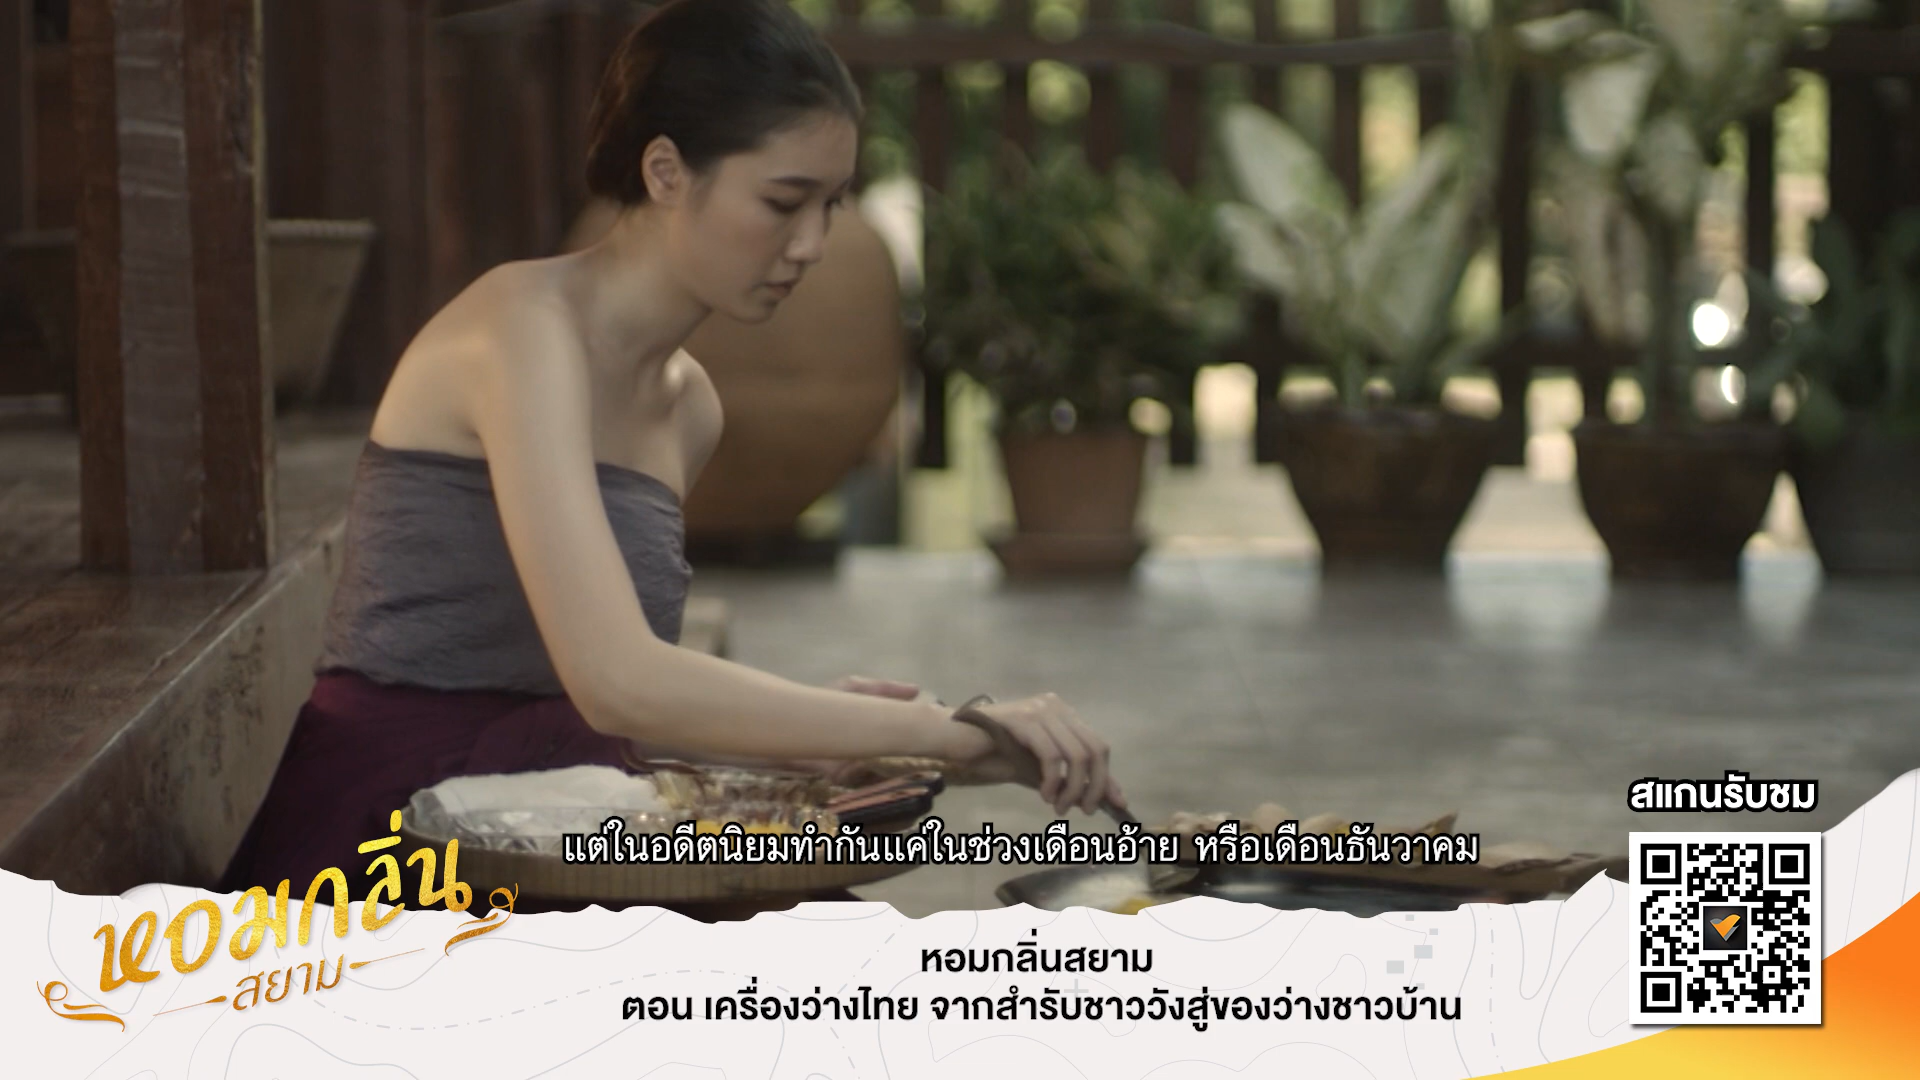 แต่ในอดีตนิยมทำกันแค่ในช่วงเดือนอ้าย หรือเดือนธันวาคม
สแกนรับชม
หอมกลิ่น
สยาม
หอมกลิ่นสยาม
ตอน เครื่องว่างไทย จากสำรับชาววังสู่ของว่างชาวบ้าน